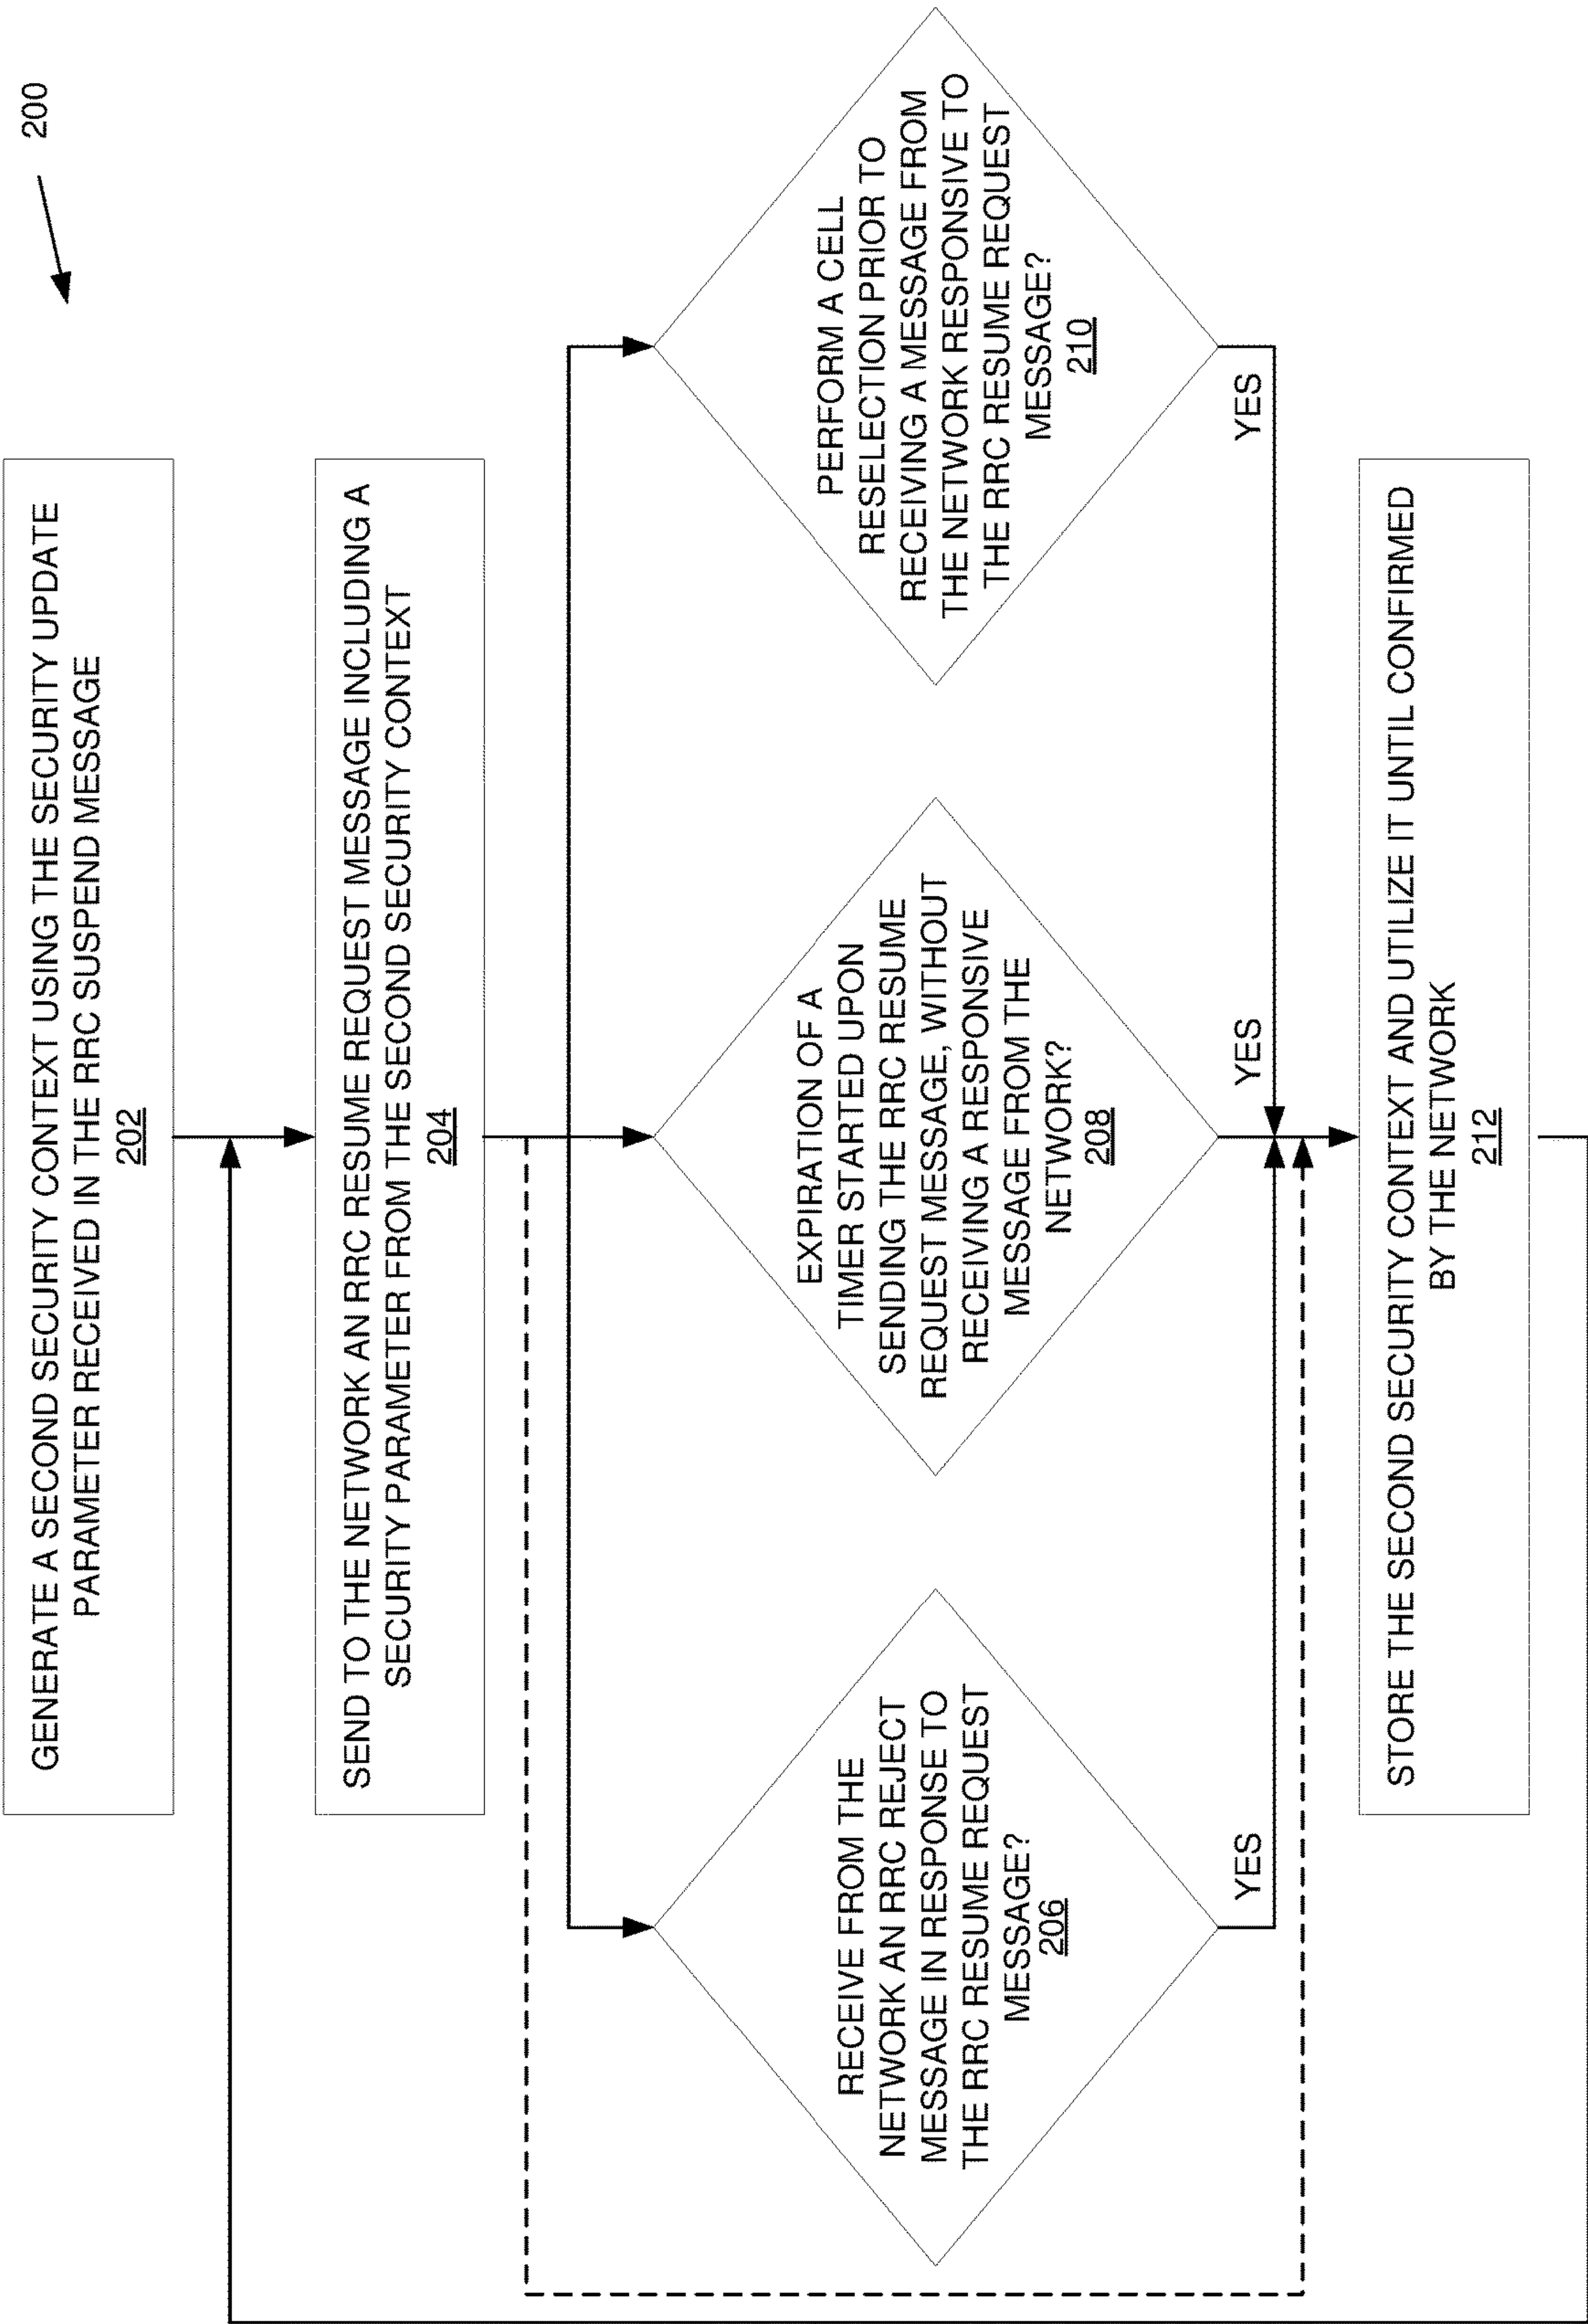 200
GENERATE A SECOND SECURITY CONTEXT USING THE SECURITY UPDATE
PARAMETER RECEIVED IN THE RRC SUSPEND MESSAGE
202
SEND TO THE NETWORK AN RRC RESUME REQUEST MESSAGE INCLUDING A
SECURITY PARAMETER FROM THE SECOND SECURITY CONTEXT
204
RECEIVE FROM THE
NETWORK AN RRC REJECT
MESSAGE IN RESPONSE TO
THE RRC RESUME REQUEST
MESSAGE?
206
YES
EXPIRATION OF A
TIMER STARTED UPON
SENDING THE RRC RESUME
REQUEST MESSAGE, WITHOUT
RECEIVING A RESPONSIVE
MESSAGE FROM THE
NETWORK?
208
YES
PERFORM A CELL
RESELECTION PRIOR TO
RECEIVING A MESSAGE FROM
THE NETWORK RESPONSIVE TO
THE RRC RESUME REQUEST
MESSAGE?
210
YES
STORE THE SECOND SECURITY CONTEXT AND UTILIZE IT UNTIL CONFIRMED
BY THE NETWORK
212